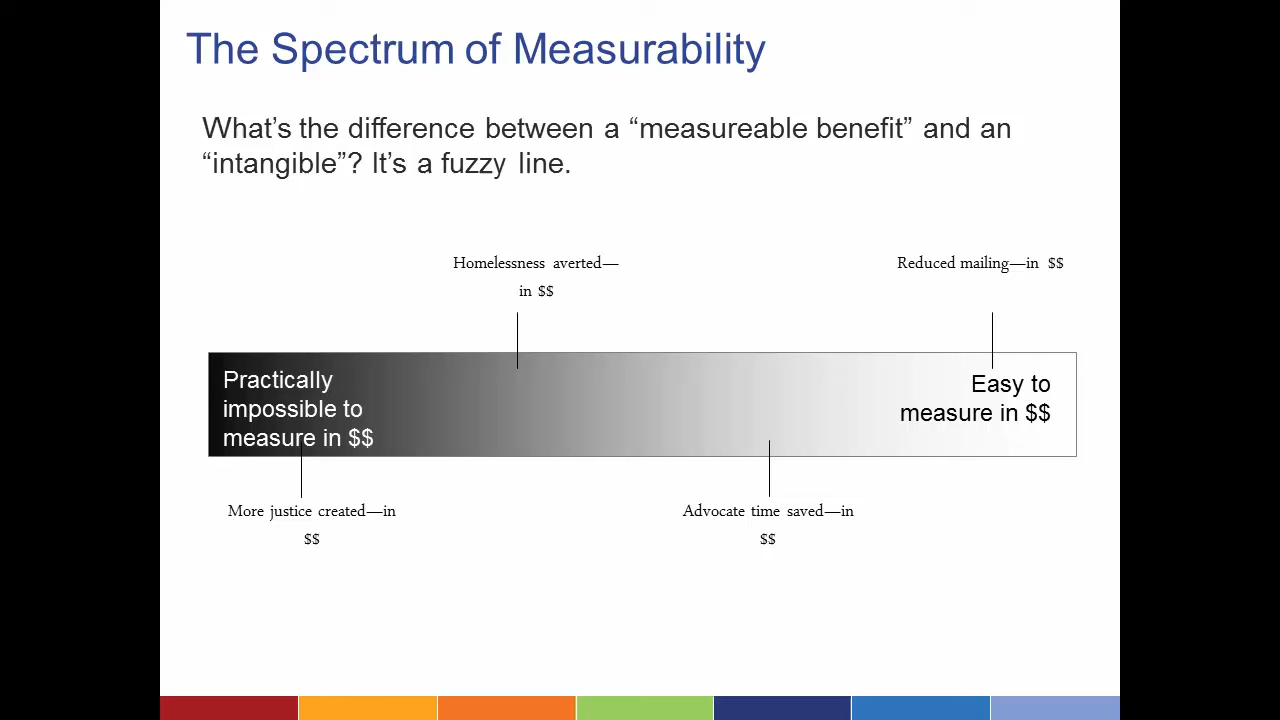 The Spectrum of Measurability
What’s the difference between a “measureable benefit” and an
“intangible”? It’s a fuzzy line.
Homelessness averted—
in $$
Reduced mailing—in $$
Practically
impossible to
measure in $$
Easy to
measure in $$
More justice created—in
$$
Advocate time saved—in
$$